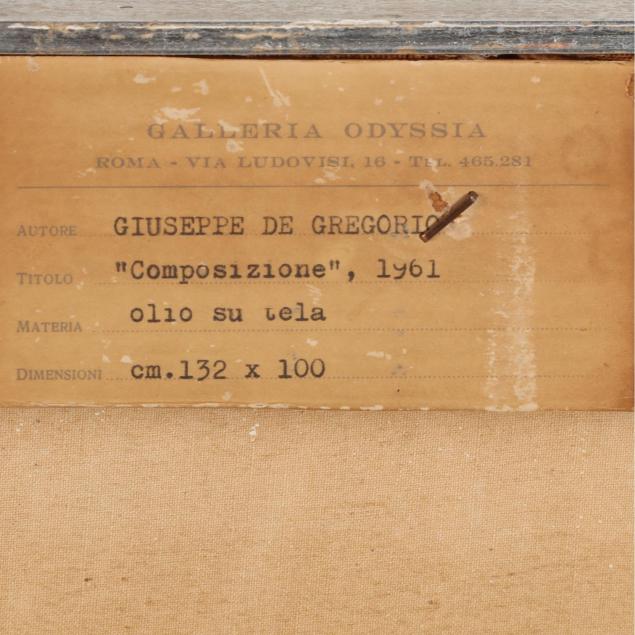 GALLERIA ODYSSIA
ROMA - VIA LUDOVISI, 16 - TEL. 465.281
AUTORE GIUSEPPE DE GREGORIO
TITOLO "Composizione", 1961
MATERIA olio su tela
DIMENSIONI cm.132 x 100